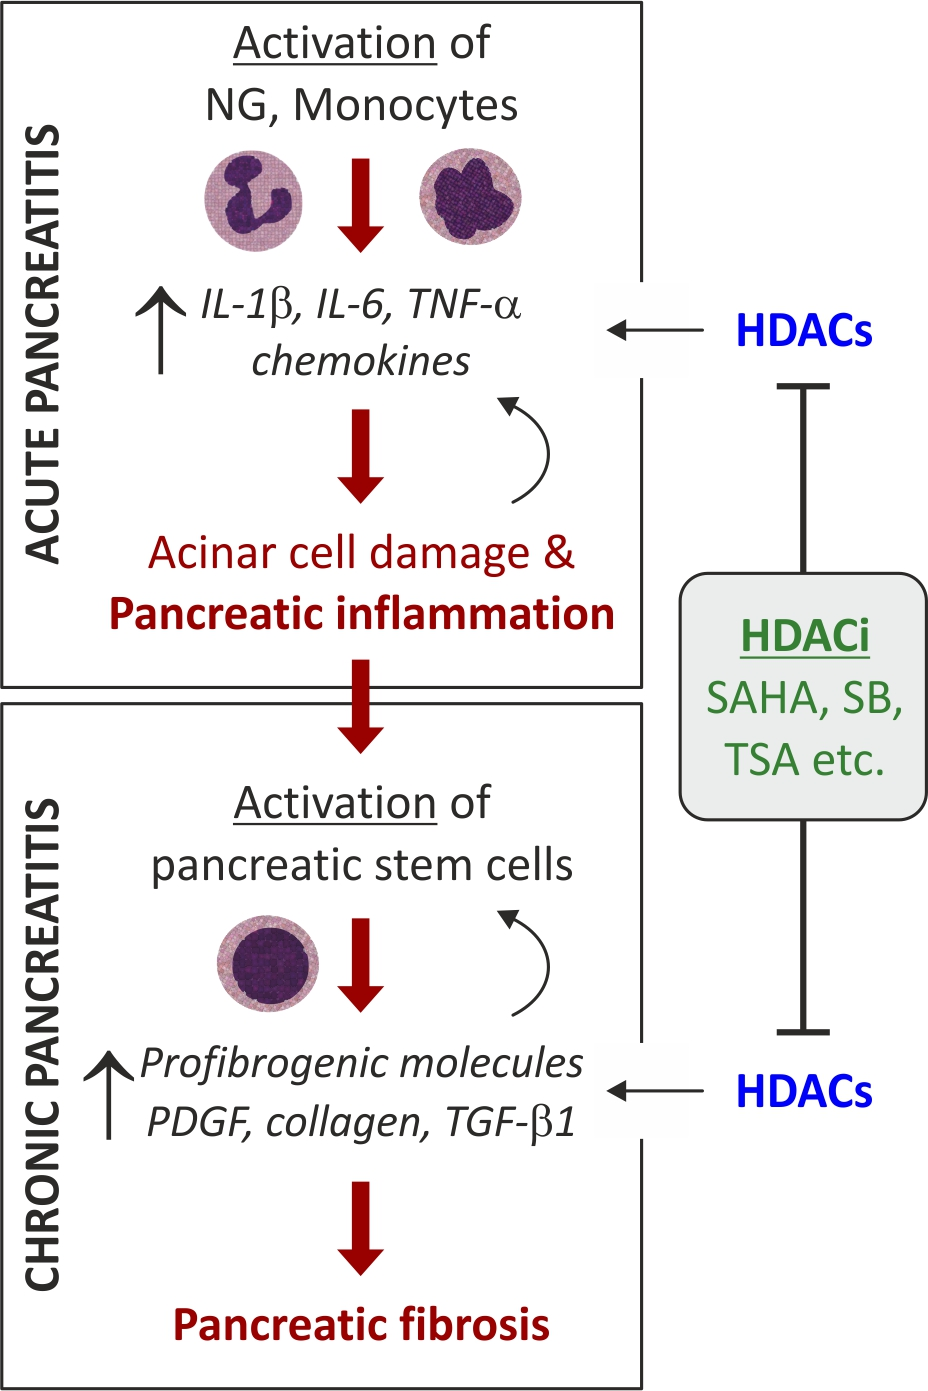 ACUTE PANCREATITIS
Activation of
NG, Monocytes
IL-1β, IL-6, TNF-α
chemokines
Acinar cell damage &
Pancreatic inflammation
HDACs
HDACi
SAHA, SB,
TSA etc.
CHRONIC PANCREATITIS
Activation of
pancreatic stem cells
Profibrogenic molecules
PDGF, collagen, TGF-β1
Pancreatic fibrosis
HDACs